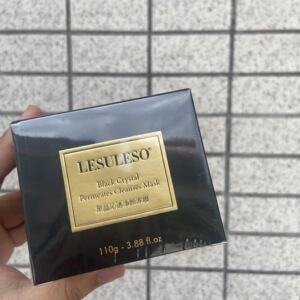 LESULESO®
Black Crystal
Permeates Cleanses Mask
110g - 3.88 fl.oz